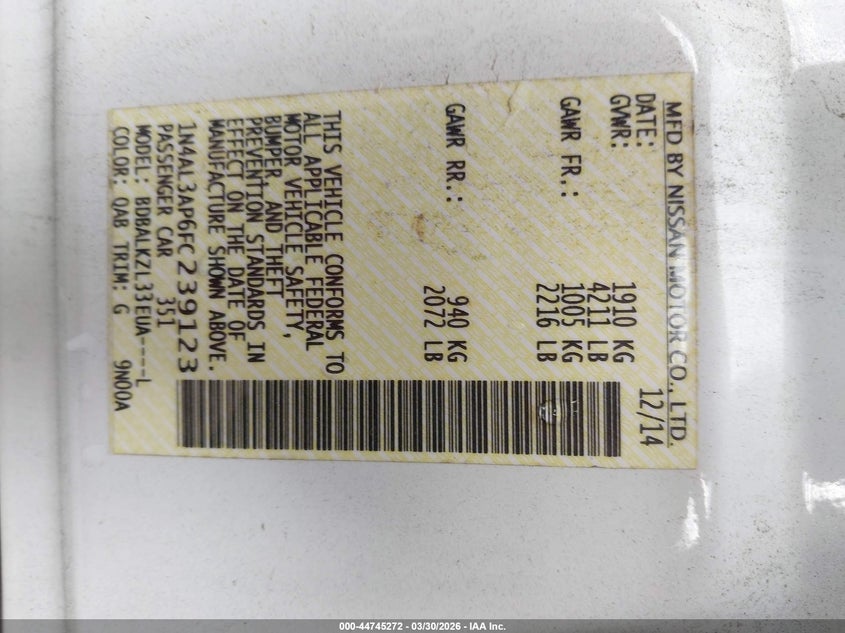 MFD BY NISSAN MOTOR CO., LTD.
DATE: 12/14
GVWR: 1910 KG
4211 LB
GAWR FR.: 1005 KG
2216 LB
GAWR RR.: 940 KG
2072 LB
THIS VEHICLE CONFORMS TO
ALL APPLICABLE FEDERAL
MOTOR VEHICLE SAFETY,
BUMPER, AND THEFT
PREVENTION STANDARDS IN
EFFECT ON THE DATE OF
MANUFACTURE SHOWN ABOVE.
1N4AL3AP6FC239123
PASSENGER CAR 351
MODEL: BDBALKZL33EUA----L
COLOR: QAB TRIM: G 9N00A
000-44745272 - 03/30/2026 - IAA Inc.